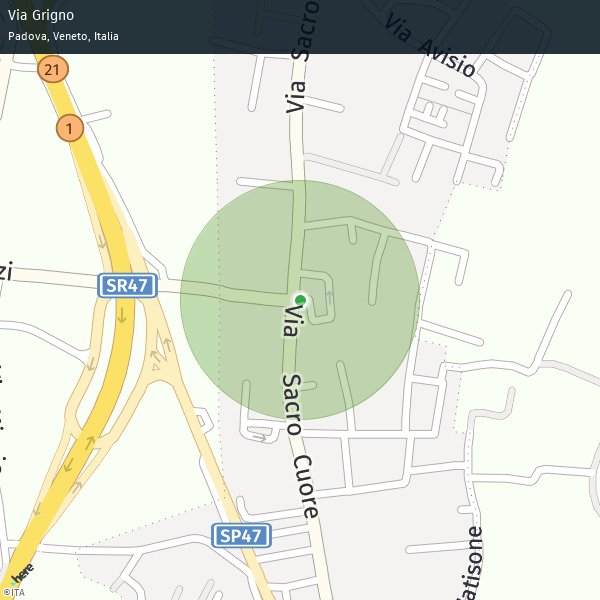 Via Grigno
Padova, Veneto, Italia
Via Sacro
Via Avisio
21
1
zi
SR47
Via Sacro Cuore
SP47
atisone
here
©ITA